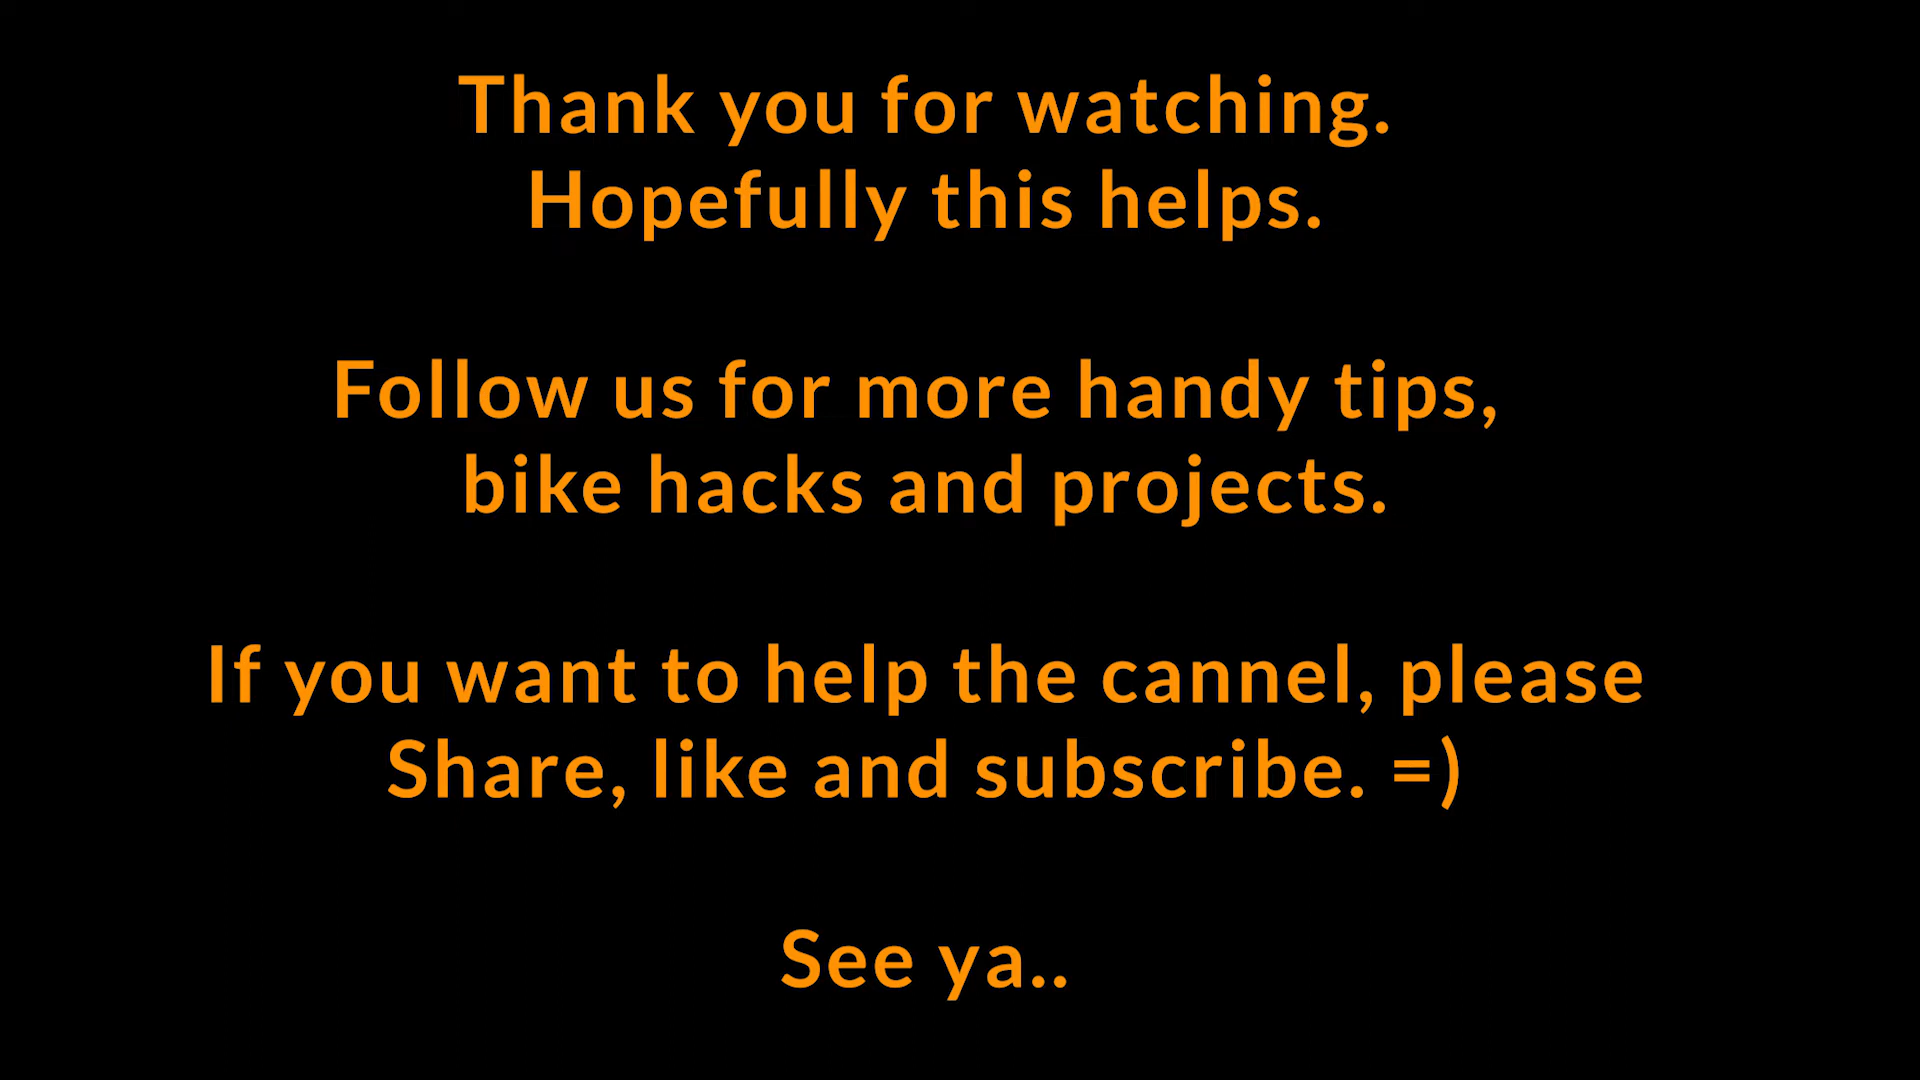 Thank you for watching.
Hopefully this helps.
Follow us for more handy tips,
bike hacks and projects.
If you want to help the cannel, please
Share, like and subscribe. =)
See ya..